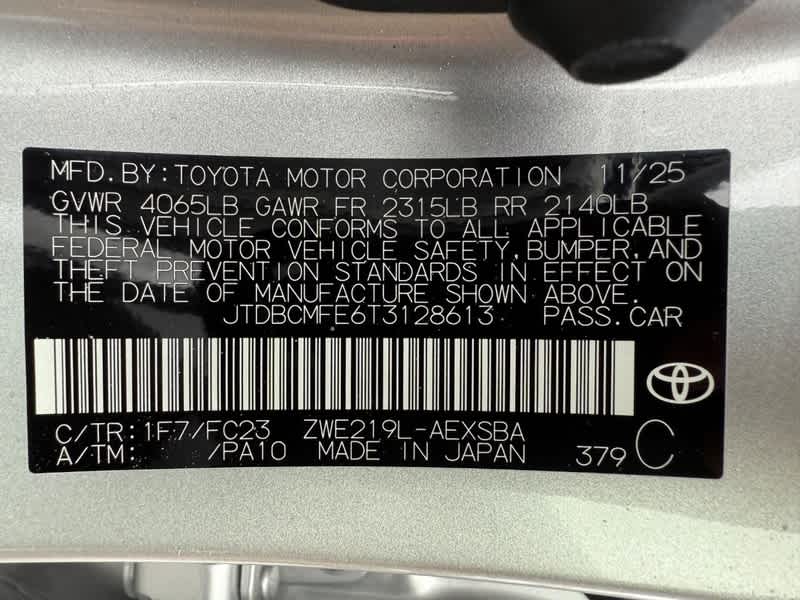 MFD.BY:TOYOTA MOTOR CORPORATION 11/25
GVWR 4065LB GAWR FR 2315LB RR 2140LB
THIS VEHICLE CONFORMS TO ALL APPLICABLE
FEDERAL MOTOR VEHICLE SAFETY,BUMPER,AND
THEFT PREVENTION STANDARDS IN EFFECT ON
THE DATE OF MANUFACTURE SHOWN ABOVE.
JTDBCMFE6T3128613 PASS.CAR
C/TR:1F7/FC23 ZWE219L-AEXSBA
A/TM: /PA10 MADE IN JAPAN 379 C